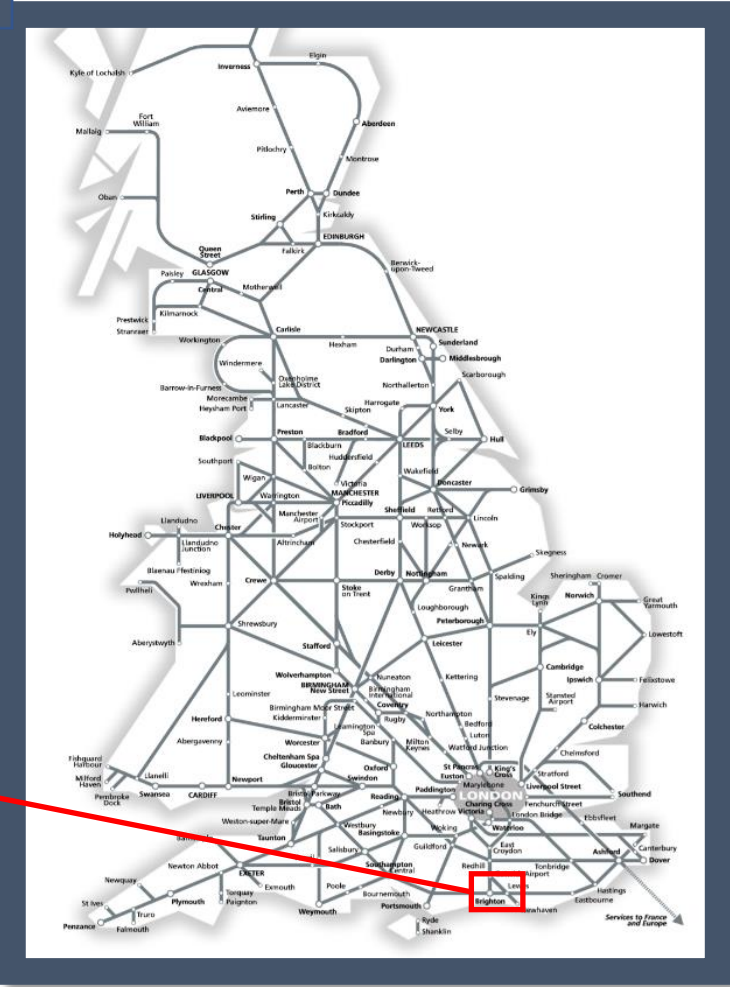 Elgin
Inverness
Kyle of Lochalsh
Aviemore
Fort
William
Mallaig
Aberdeen
Pitlochry
Montrose
Oban
Perth
Dundee
Stirling
Kirkcaldy
EDINBURGH
Queen
Street
Falkirk
Berwick-
upon-Tweed
Paisley
GLASGOW
Central
Motherwell
Prestwick
Kilmarnock
Stranraer
Carlisle
NEWCASTLE
Workington
Hexham
Sunderland
Durham
Darlington
Middlesbrough
Windermere
Scarborough
Oxenholme
Lake District
Barrow-in-Furness
Northallerton
Morecambe
Heysham Port
Lancaster
Harrogate
Skipton
York
Blackpool
Preston
Bradford
Selby
Blackburn
LEEDS
Hull
Southport
Huddersfield
Bolton
Wakefield
Wigan
Victoria
Doncaster
MANCHESTER
Grimsby
LIVERPOOL
Warrington
Piccadilly
Manchester
Airport
Sheffield
Retford
Llandudno
Stockport
Worksop
Lincoln
Holyhead
Chester
Llandudno
Junction
Altrincham
Chesterfield
Newark
Skegness
Blaenau Ffestiniog
Derby
Nottingham
Spalding
Sheringham
Cromer
Pwllheli
Wrexham
Crewe
Stoke
on Trent
Grantham
Kings
Lynn
Norwich
Great
Yarmouth
Loughborough
Shrewsbury
Peterborough
Ely
Lowestoft
Aberystwyth
Stafford
Leicester
Cambridge
Wolverhampton
Nuneaton
Kettering
Ipswich
Felixstowe
BIRMINGHAM
New Street
Birmingham
International
Leominster
Stevenage
Stansted
Airport
Harwich
Birmingham Moor Street
Coventry
Kidderminster
Rugby
Northampton
Hereford
Leamington
Spa
Bedford
Colchester
Abergavenny
Worcester
Banbury
Milton
Keynes
Luton
Watford Junction
Chelmsford
Cheltenham Spa
Fishguard
Harbour
Gloucester
Oxford
St Pancras
King's
Cross
Euston
Stratford
Milford
Haven
Llanelli
Newport
Swindon
Paddington
Marylebone
Liverpool Street
Pembroke
Dock
Swansea
CARDIFF
Bristol Parkway
Reading
LONDON
Southend
Bristol
Temple Meads
Bath
Newbury
Heathrow
Victoria
Charing Cross
Fenchurch Street
London Bridge
Ebbsfleet
Weston-super-Mare
Westbury
Basingstoke
Woking
Waterloo
Margate
Taunton
Salisbury
Guildford
East
Croydon
Canterbury
Newton Abbot
Southampton
Central
Redhill
Tonbridge
Ashford
Dover
EXETER
Airport
Newquay
Exmouth
Poole
Bournemouth
Hastings
St Ives
Plymouth
Torquay
Paignton
Portsmouth
Brighton
Eastbourne
Truro
Weymouth
Ryde
Penzance
Falmouth
Shanklin
Services to France
and Europe